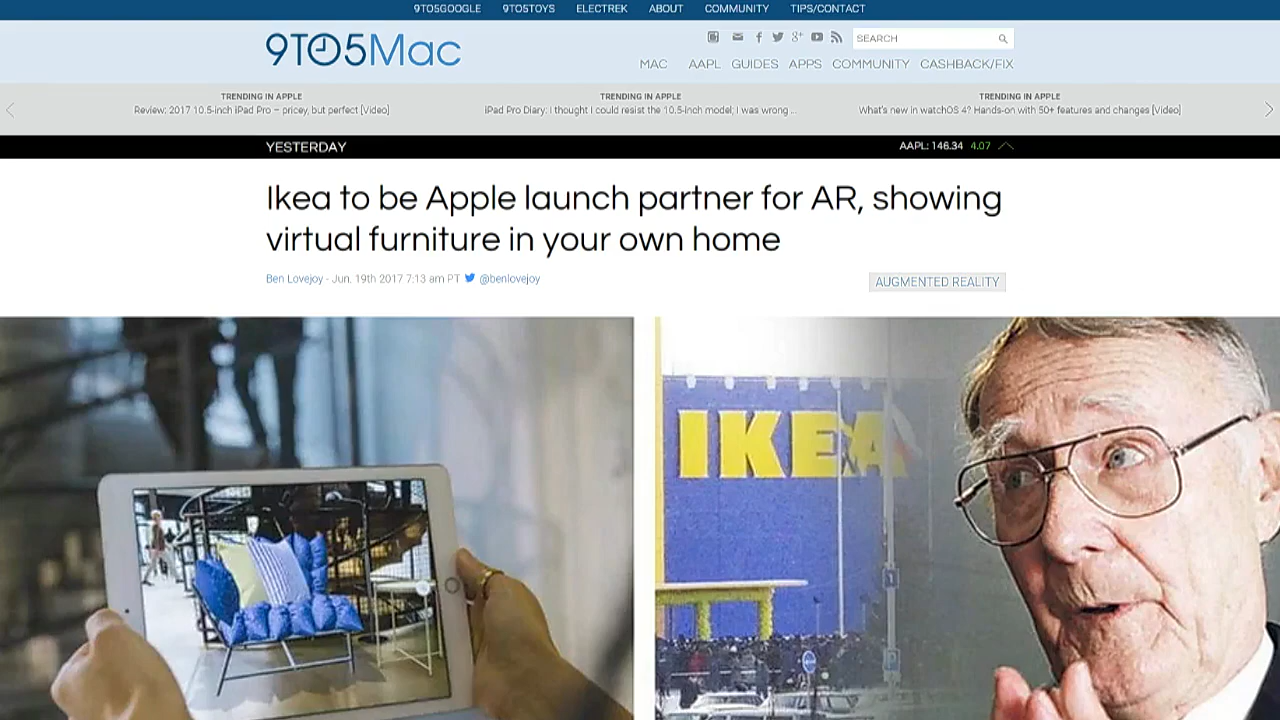 9TO5GOOGLE 9TO5TOYS ELECTREK ABOUT COMMUNITY TIPS/CONTACT
9TO5Mac
SEARCH
MAC AAPL GUIDES APPS COMMUNITY CASHBACK/FIX
TRENDING IN APPLE TRENDING IN APPLE TRENDING IN APPLE
Review: 2017 10.5-inch iPad Pro – pricey, but perfect [Video] iPad Pro Diary: I thought I could resist the 10.5-inch model; I was wrong ... What's new in watchOS 4? Hands-on with 50+ features and changes [Video]
YESTERDAY AAPL: 146.34 4.07
Ikea to be Apple launch partner for AR, showing
virtual furniture in your own home
Ben Lovejoy - Jun. 19th 2017 7:13 am PT @benlovejoy
AUGMENTED REALITY
IKEA
1
P